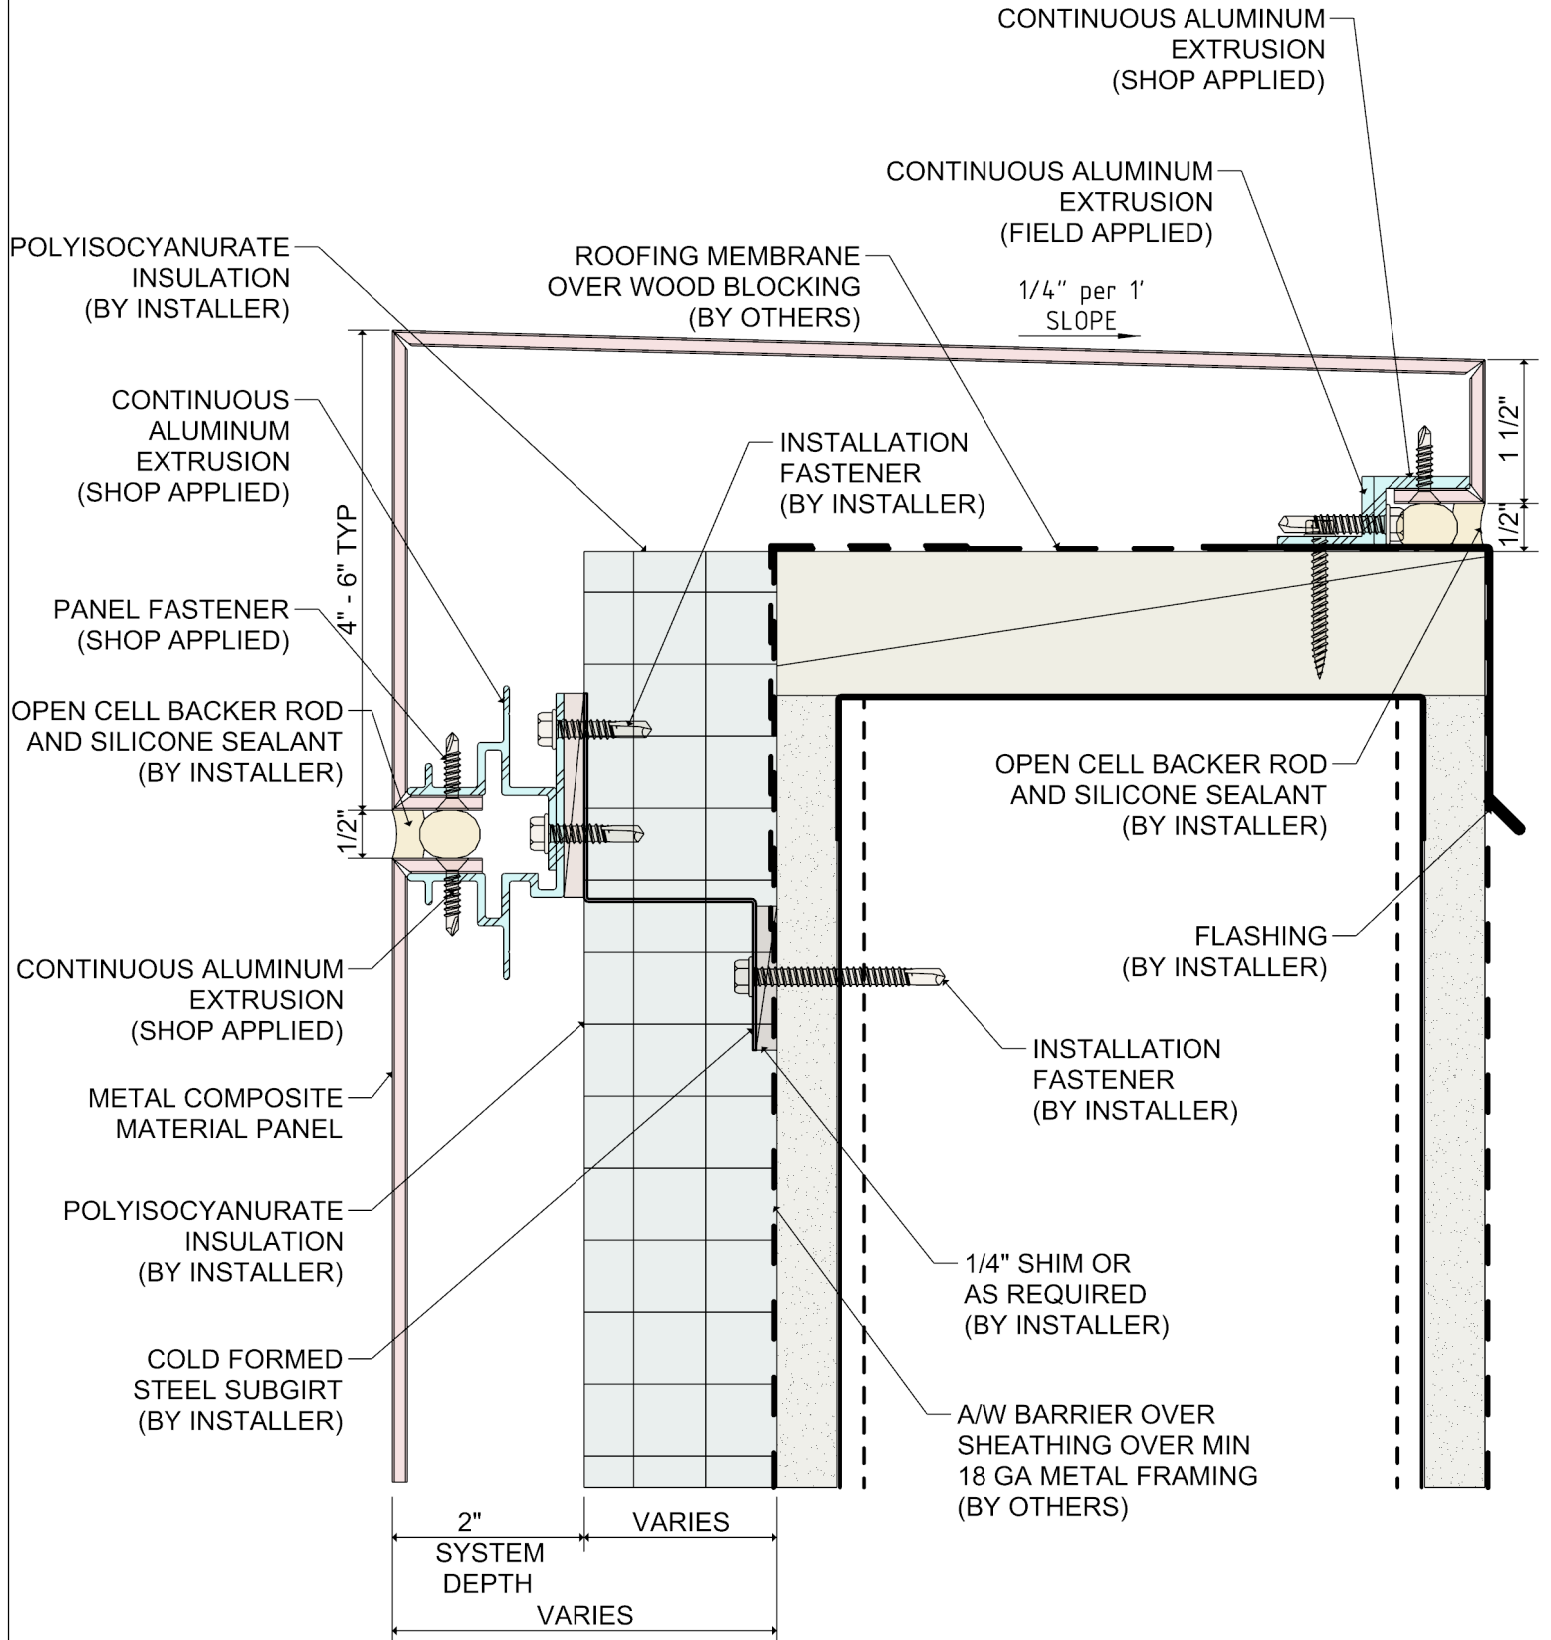 CONTINUOUS ALUMINUM
EXTRUSION
(SHOP APPLIED)
CONTINUOUS ALUMINUM
EXTRUSION
(FIELD APPLIED)
POLYISOCYANURATE
INSULATION
(BY INSTALLER)
ROOFING MEMBRANE
OVER WOOD BLOCKING
(BY OTHERS)
1/4" per 1'
SLOPE
CONTINUOUS
ALUMINUM
EXTRUSION
(SHOP APPLIED)
4" - 6" TYP
INSTALLATION
FASTENER
(BY INSTALLER)
1 1/2"
1/2"
PANEL FASTENER
(SHOP APPLIED)
OPEN CELL BACKER ROD
AND SILICONE SEALANT
(BY INSTALLER)
1/2"
OPEN CELL BACKER ROD
AND SILICONE SEALANT
(BY INSTALLER)
FLASHING
(BY INSTALLER)
CONTINUOUS ALUMINUM
EXTRUSION
(SHOP APPLIED)
INSTALLATION
FASTENER
(BY INSTALLER)
METAL COMPOSITE
MATERIAL PANEL
POLYISOCYANURATE
INSULATION
(BY INSTALLER)
1/4" SHIM OR
AS REQUIRED
(BY INSTALLER)
COLD FORMED
STEEL SUBGIRT
(BY INSTALLER)
A/W BARRIER OVER
SHEATHING OVER MIN
18 GA METAL FRAMING
(BY OTHERS)
2"
SYSTEM
DEPTH
VARIES
VARIES